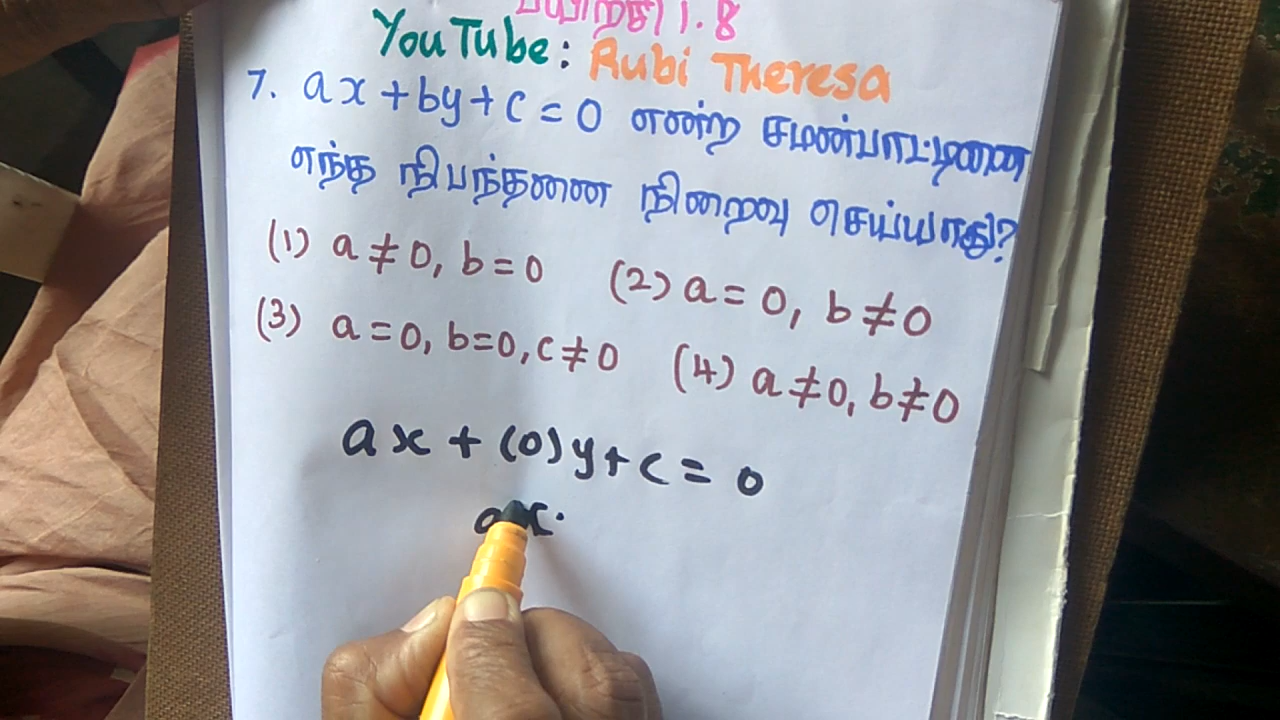 பயிற்சி 1.8
YouTube: Rubi Theresa
7. ax + by + c = 0 என்ற சமன்பாட்டினை
எந்த நிபந்தனை நிறைவு செய்யாது?
(1) a ≠ 0, b = 0 (2) a = 0, b ≠ 0
(3) a = 0, b = 0, c ≠ 0 (4) a ≠ 0, b ≠ 0
ax + (0) y + c = 0
ax